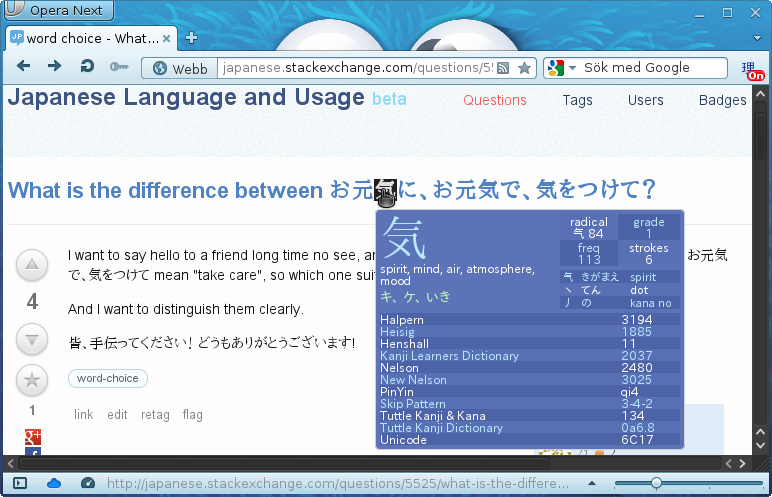 Opera Next
word choice - What...
Webb
japanese.stackexchange.com/questions/5
Sök med Google
理
On
Japanese Language and Usage beta
Questions
Tags
Users
Badges
What is the difference between お元気に、お元気で、気をつけて?
I want to say hello to a friend long time no see, お元気
で、気をつけて mean "take care", so which one
4
And I want to distinguish them clearly.
皆、手伝ってください! どうもありがとうございます!
word-choice
1
link edit retag flag
気
spirit, mind, air, atmosphere,
mood
キ、ケ、いき
radical
气 84
grade
1
freq
113
strokes
6
气 きがまえ spirit
丶 てん dot
丿 の kana no
Halpern 3194
Heisig 1885
Henshall 11
Kanji Learners Dictionary 2037
Nelson 2480
New Nelson 3025
PinYin qi4
Skip Pattern 3-4-2
Tuttle Kanji & Kana 134
Tuttle Kanji Dictionary 0a6.8
Unicode 6C17
http://japanese.stackexchange.com/questions/5525/what-is-the-differe...